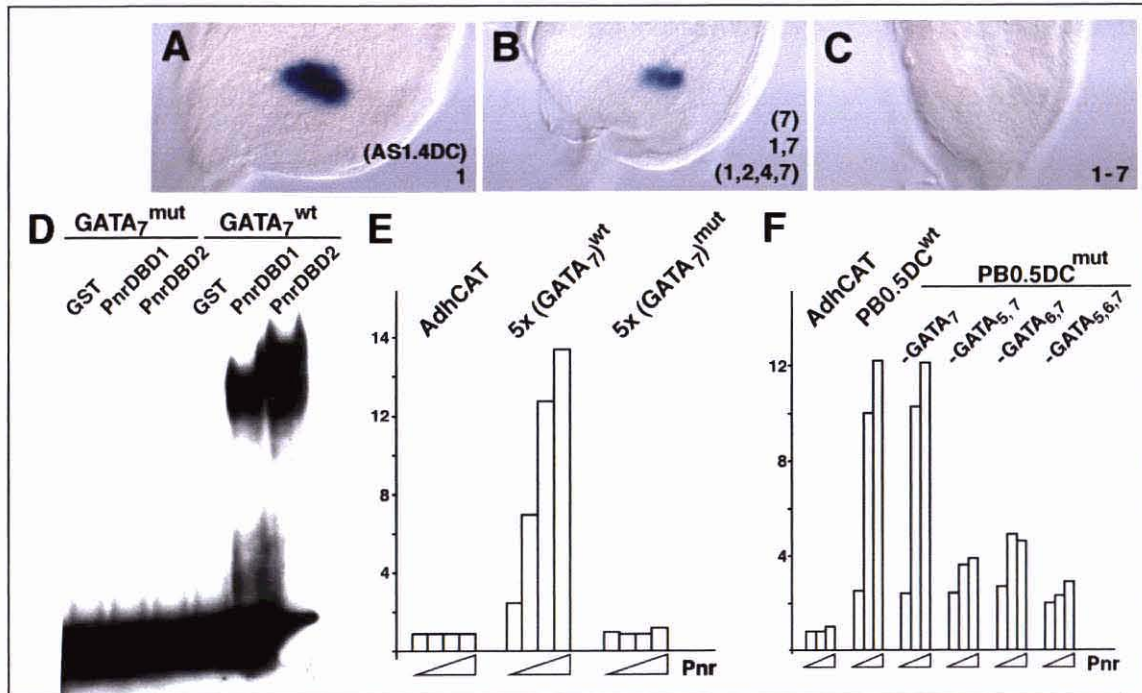 A
(AS1.4DC)
1
B
(7)
1,7
(1,2,4,7)
C
1-7
D
GATA7mut
GATA7wt
GST
PnrDBD1
PnrDBD2
GST
PnrDBD1
PnrDBD2
E
AdhCAT
5x (GATA7)wt
5x (GATA7)mut
14
12
8
4
Pnr
F
AdhCAT
PB0.5DCwt
PB0.5DCmut
-GATA7
-GATA5, 7
-GATA6,7
-GATA5,6,7
12
8
4
Pnr